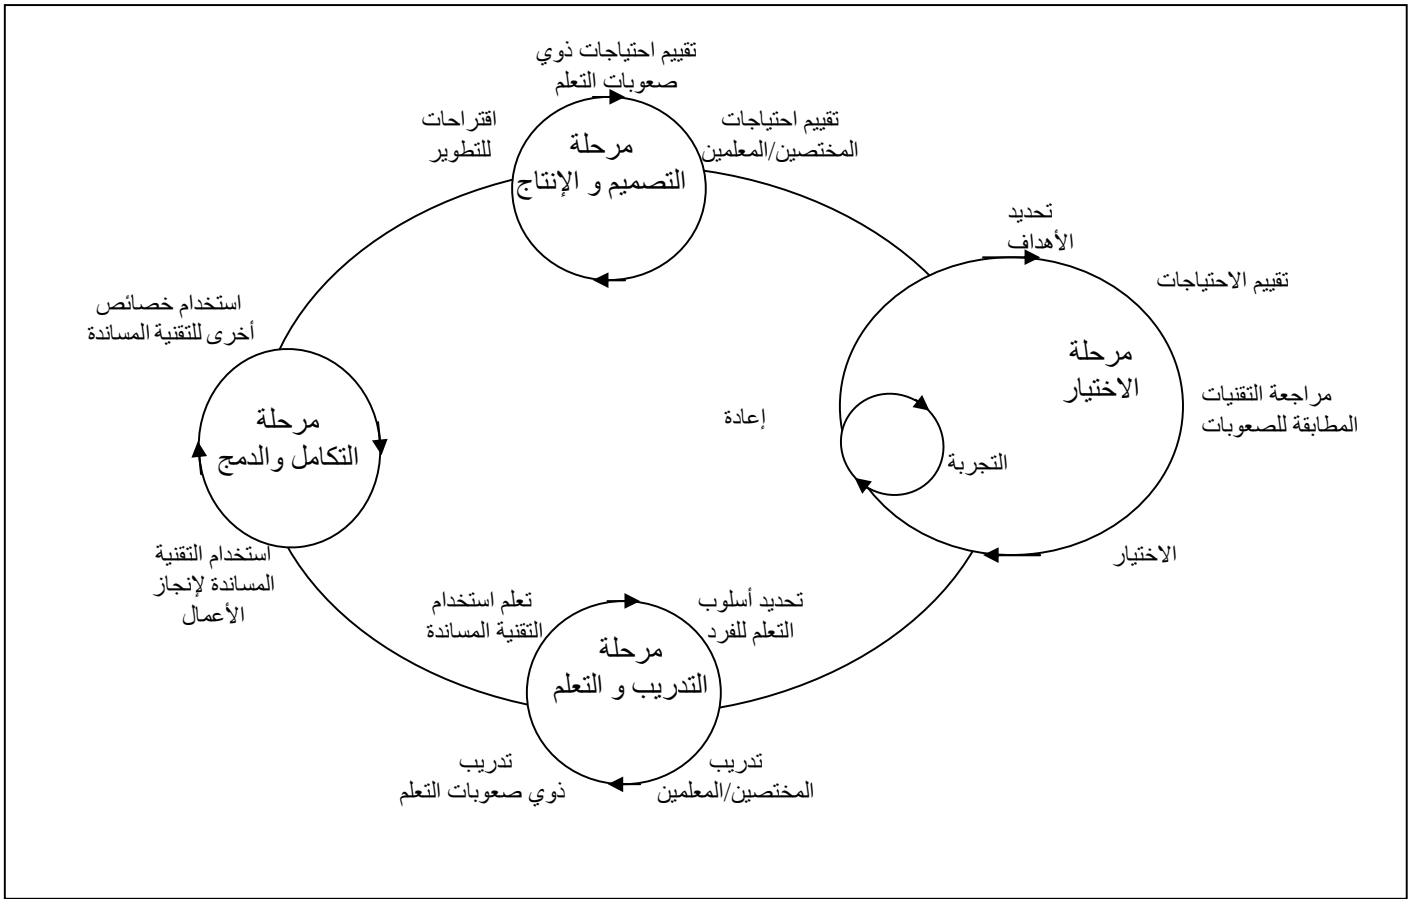 تقييم احتياجات ذوي
صعوبات التعلم
تقييم احتياجات
المختصين/المعلمين
اقتراحات
للتطوير
مرحلة
التصميم و الإنتاج
تحديد
الأهداف
تقييم الاحتياجات
مرحلة
الاختيار
مراجعة التقنيات
المطابقة للصعوبات
التجربة
إعادة
الاختيار
استخدام خصائص
أخرى للتقنية المساندة
مرحلة
التكامل والدمج
استخدام التقنية
المساندة لإنجاز
الأعمال
تحديد أسلوب
التعلم للفرد
تعلم استخدام
التقنية المساندة
مرحلة
التدريب و التعلم
تدريب
المختصين/المعلمين
تدريب
ذوي صعوبات التعلم